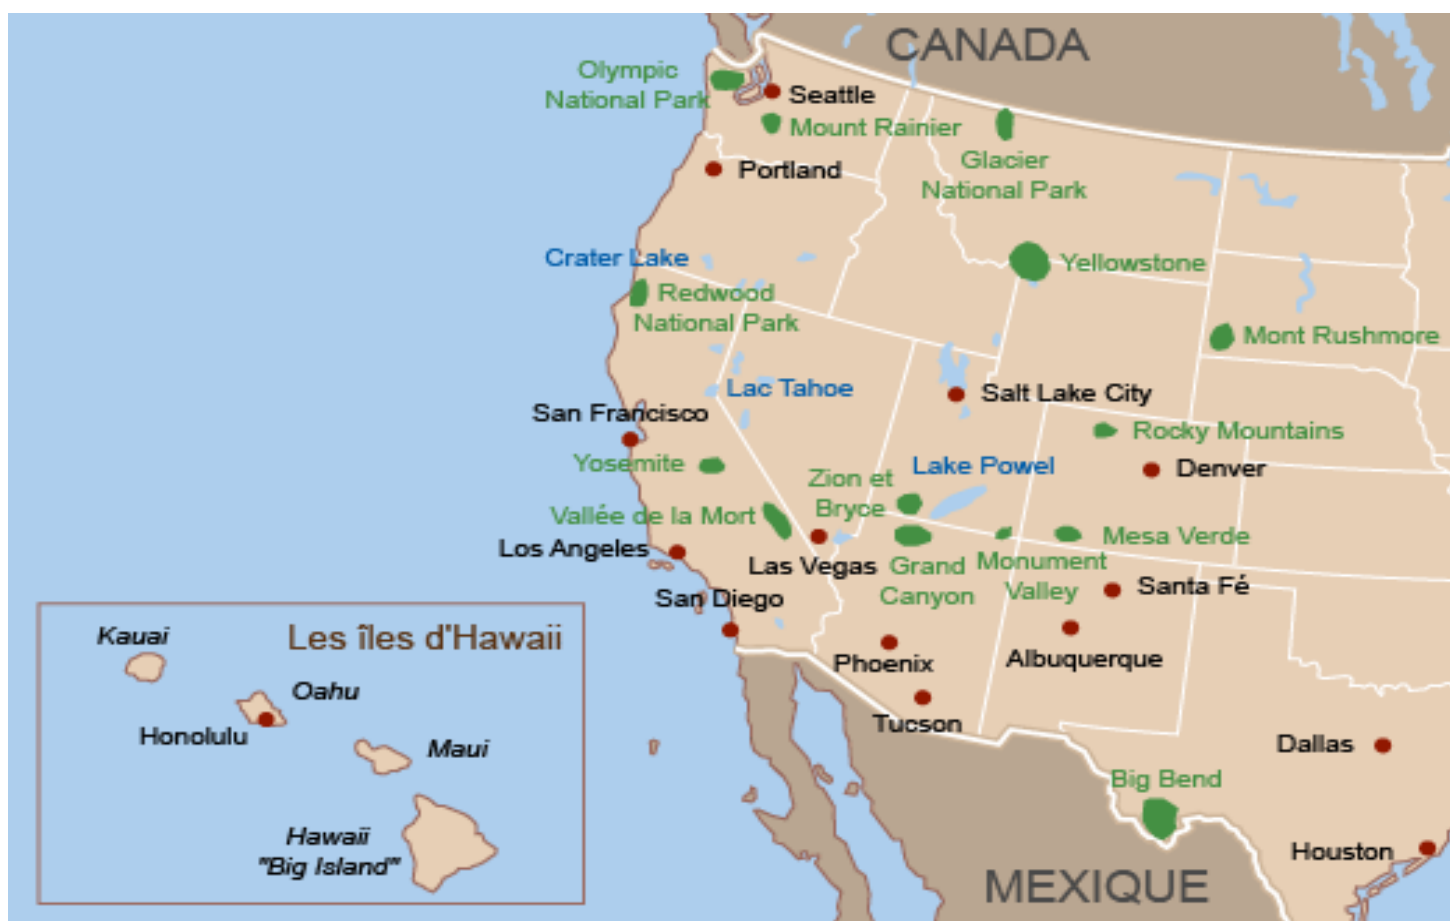 CANADA
Olympic
National Park
Seattle
Mount Rainier
Glacier
National Park
Portland
Crater Lake
Yellowstone
Redwood
National Park
Mont Rushmore
Lac Tahoe
Salt Lake City
San Francisco
Rocky Mountains
Yosemite
Lake Powel
Denver
Zion et
Bryce
Vallée de la Mort
Mesa Verde
Los Angeles
Las Vegas
Grand
Canyon
Monument
Valley
Santa Fé
San Diego
Albuquerque
Phoenix
Tucson
Dallas
Big Bend
Houston
MEXIQUE
Les îles d'Hawaii
Kauai
Oahu
Honolulu
Maui
Hawaïï
"Big Island"